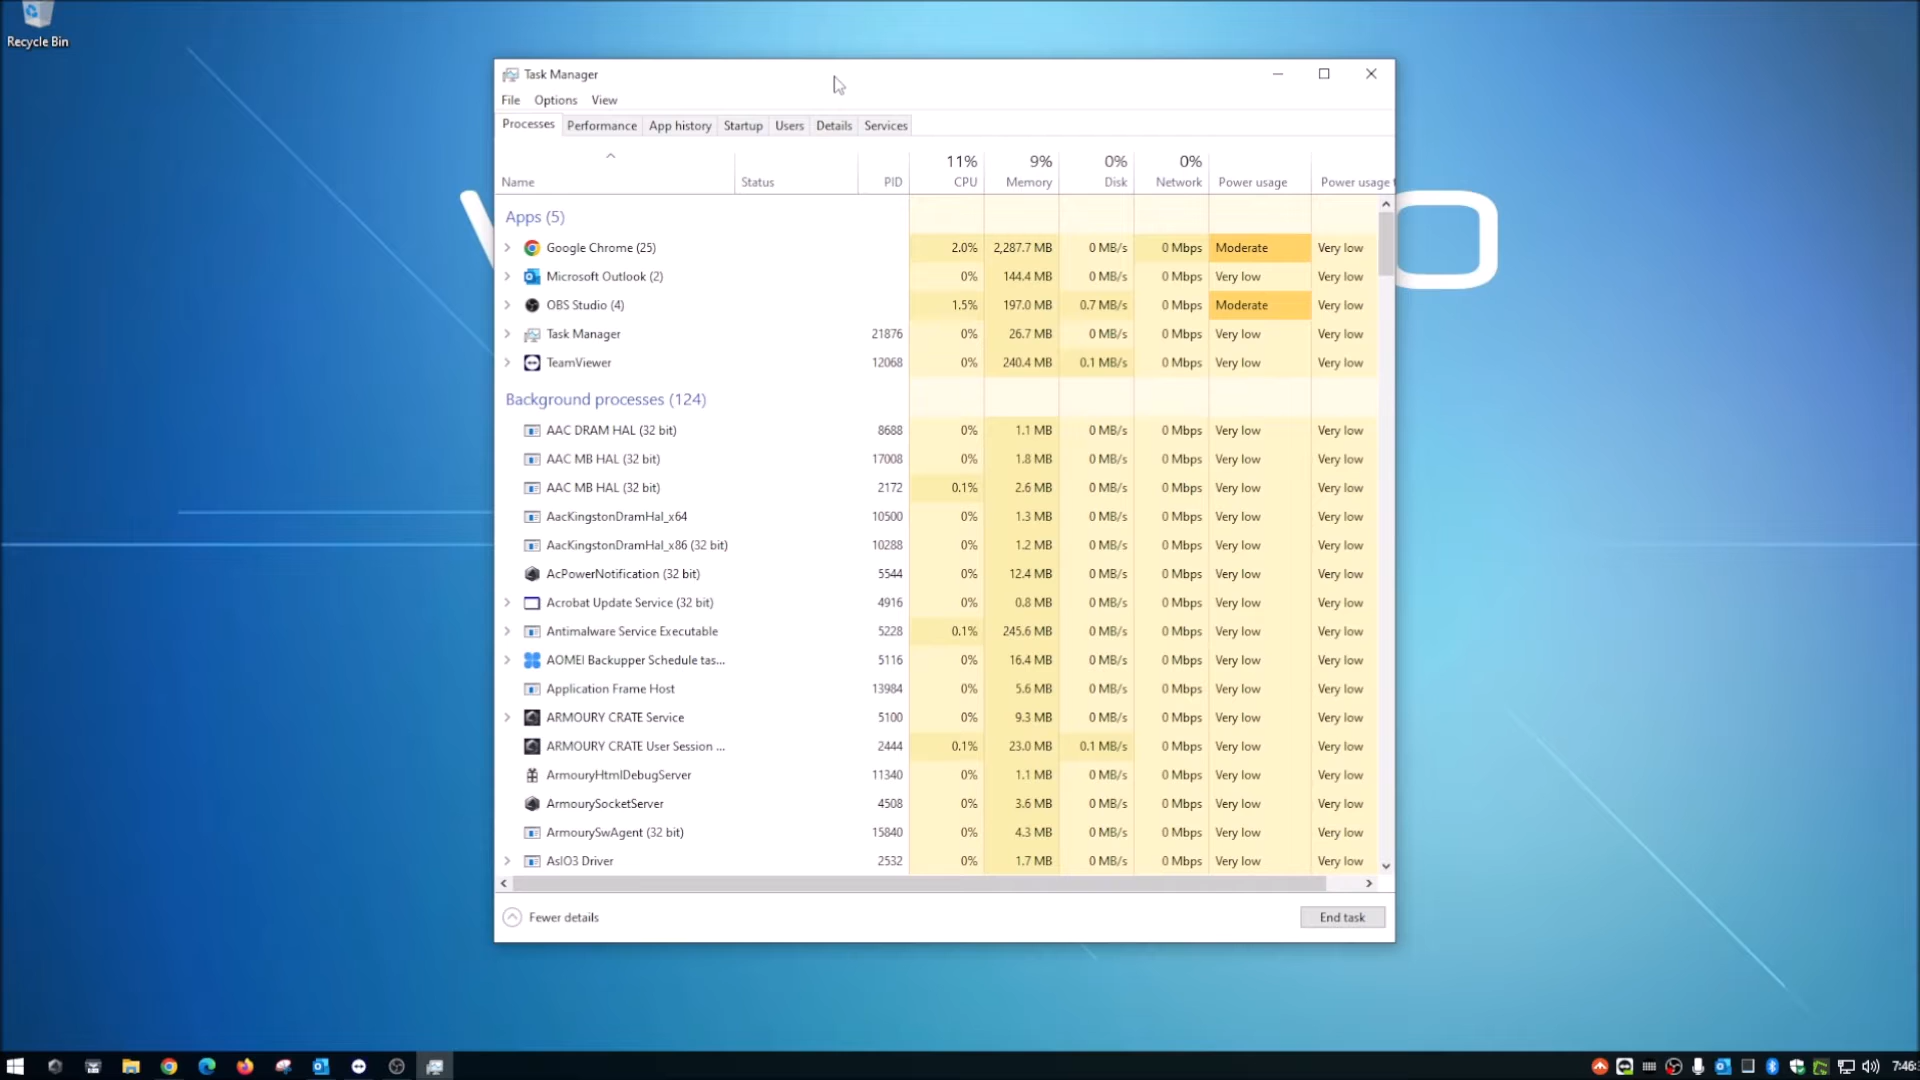 Recycle Bin
Task Manager
File Options View
Processes Performance App history Startup Users Details Services
11% 9% 0% 0%
Name Status PID CPU Memory Disk Network Power usage Power usage t
Apps (5)
Google Chrome (25) 2.0% 2,287.7 MB 0 MB/s 0 Mbps Moderate Very low
Microsoft Outlook (2) 0% 144.4 MB 0 MB/s 0 Mbps Very low Very low
OBS Studio (4) 1.5% 197.0 MB 0.7 MB/s 0 Mbps Moderate Very low
Task Manager 21876 0% 26.7 MB 0 MB/s 0 Mbps Very low Very low
TeamViewer 12068 0% 240.4 MB 0.1 MB/s 0 Mbps Very low Very low
Background processes (124)
AAC DRAM HAL (32 bit) 8688 0% 1.1 MB 0 MB/s 0 Mbps Very low Very low
AAC MB HAL (32 bit) 17008 0% 1.8 MB 0 MB/s 0 Mbps Very low Very low
AAC MB HAL (32 bit) 2172 0.1% 2.6 MB 0 MB/s 0 Mbps Very low Very low
AacKingstonDramHal_x64 10500 0% 1.3 MB 0 MB/s 0 Mbps Very low Very low
AacKingstonDramHal_x86 (32 bit) 10288 0% 1.2 MB 0 MB/s 0 Mbps Very low Very low
AcPowerNotification (32 bit) 5544 0% 12.4 MB 0 MB/s 0 Mbps Very low Very low
Acrobat Update Service (32 bit) 4916 0% 0.8 MB 0 MB/s 0 Mbps Very low Very low
Antimalware Service Executable 5228 0.1% 245.6 MB 0 MB/s 0 Mbps Very low Very low
AOMEI Backupper Schedule tas... 5116 0% 16.4 MB 0 MB/s 0 Mbps Very low Very low
Application Frame Host 13984 0% 5.6 MB 0 MB/s 0 Mbps Very low Very low
ARMOURY CRATE Service 5100 0% 9.3 MB 0 MB/s 0 Mbps Very low Very low
ARMOURY CRATE User Session ... 2444 0.1% 23.0 MB 0.1 MB/s 0 Mbps Very low Very low
ArmouryHtmlDebugServer 11340 0% 1.1 MB 0 MB/s 0 Mbps Very low Very low
ArmourySocketServer 4508 0% 3.6 MB 0 MB/s 0 Mbps Very low Very low
ArmourySwAgent (32 bit) 15840 0% 4.3 MB 0 MB/s 0 Mbps Very low Very low
AsIO3 Driver 2532 0% 1.7 MB 0 MB/s 0 Mbps Very low Very low
Fewer details End task
7:46: